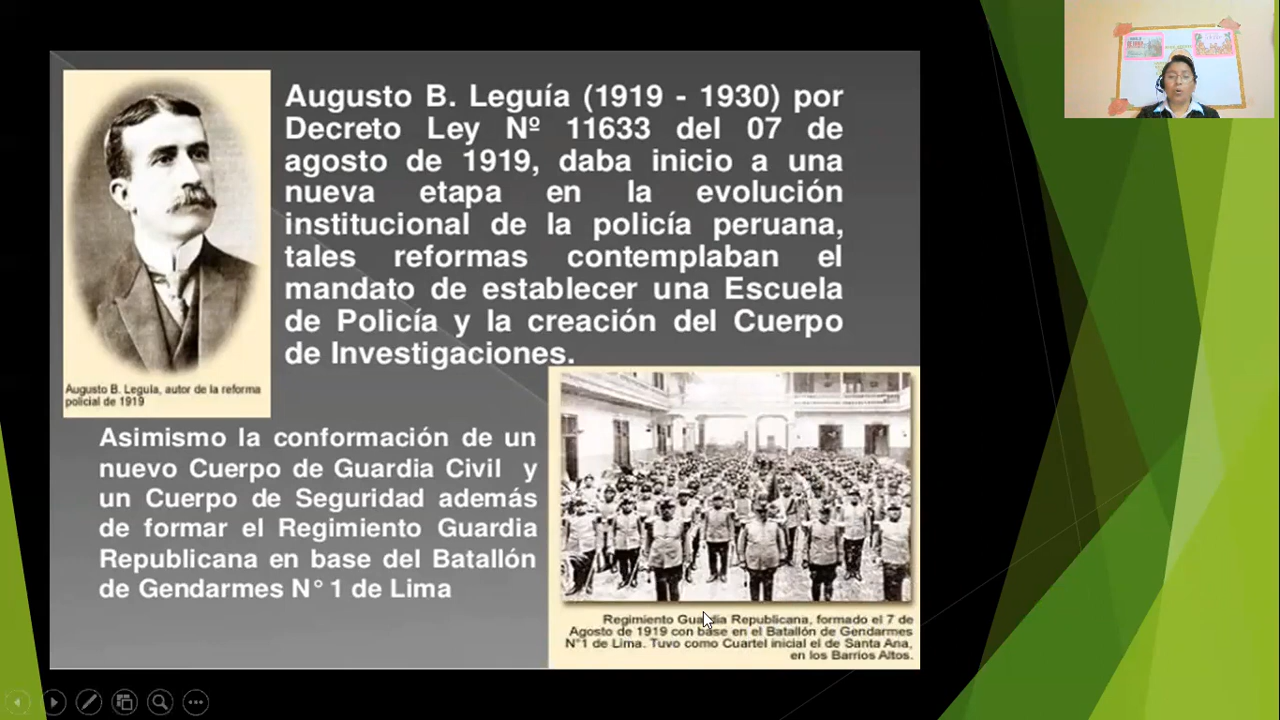 Augusto B. Leguía (1919 - 1930) por
Decreto Ley Nº 11633 del 07 de
agosto de 1919, daba inicio a una
nueva etapa en la evolución
institucional de la policía peruana,
tales reformas contemplaban el
mandato de establecer una Escuela
de Policía y la creación del Cuerpo
de Investigaciones.
Augusto B. Leguía, autor de la reforma
policial de 1919
Asimismo la conformación de un
nuevo Cuerpo de Guardia Civil y
un Cuerpo de Seguridad además
de formar el Regimiento Guardia
Republicana en base del Batallón
de Gendarmes N° 1 de Lima
Regimiento Guardia Republicana, formado el 7 de
Agosto de 1919 con base en el Batallón de Gendarmes
N°1 de Lima. Tuvo como Cuartel inicial el de Santa Ana,
en los Barrios Altos.